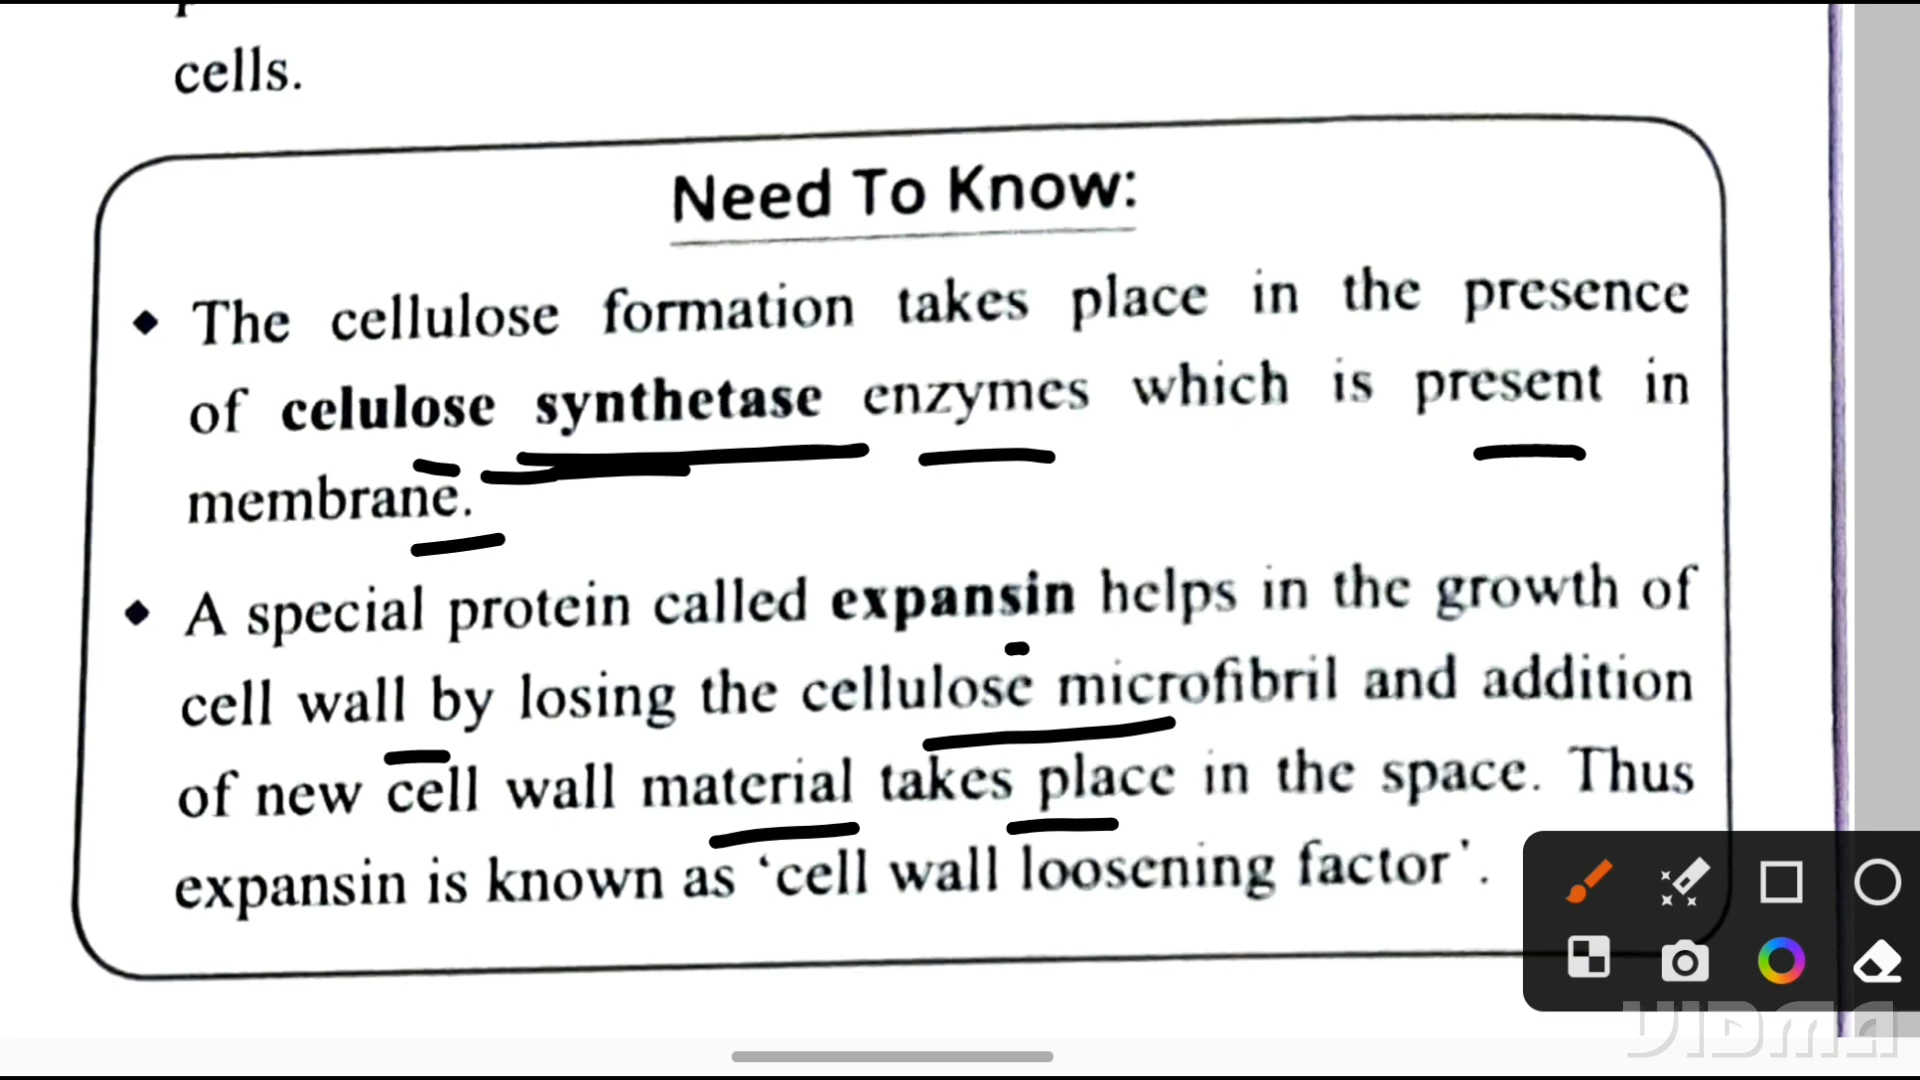 cells.
Need To Know:
◆ The cellulose formation takes place in the presence
of celulose synthetase enzymes which is present in
membrane.
◆ A special protein called expansin helps in the growth of
cell wall by losing the cellulose microfibril and addition
of new cell wall material takes place in the space. Thus
expansin is known as ‘cell wall loosening factor’.
VIDMA